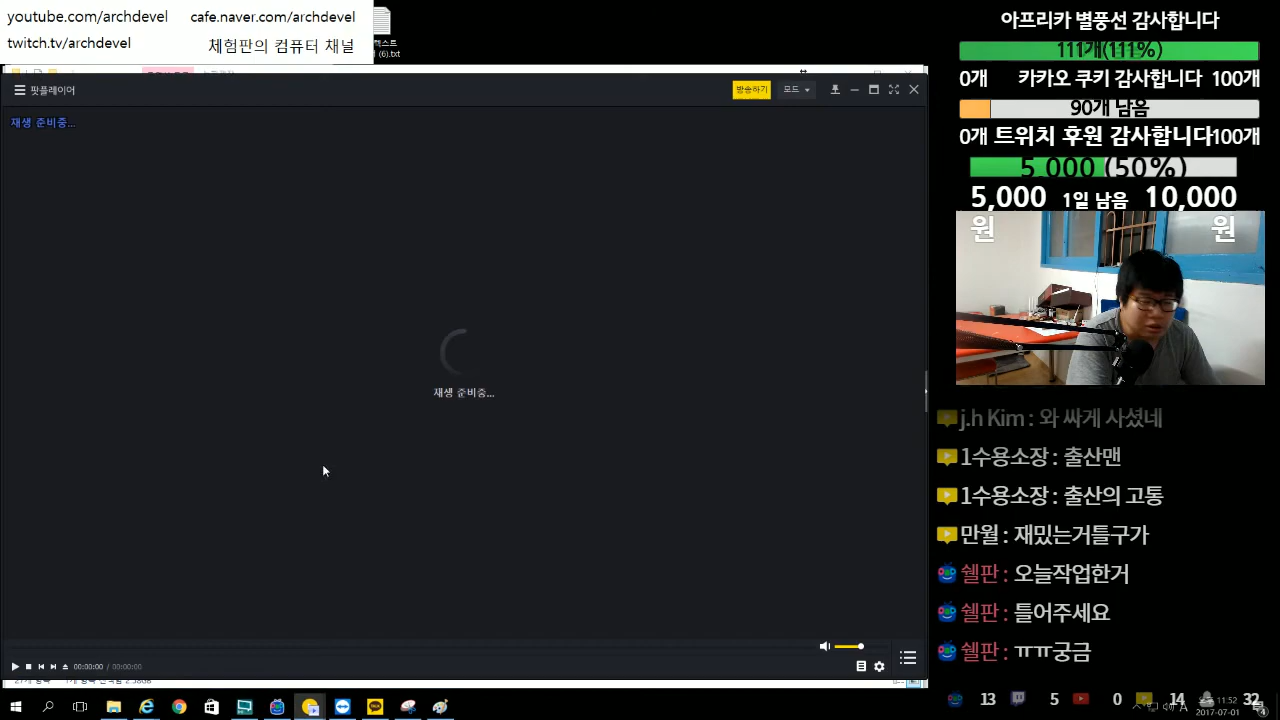 youtube.com/archdevel
cafe.naver.com/archdevel
twitch.tv/archdevel
체험판의 컴퓨터 채널
(6).txt
팟플레이어
방송하기
모드
재생 준비중...
재생 준비중...
00:00:00 / 00:00:00
아프리카 별풍선 감사합니다
111개(111%)
0개 카카오 쿠키 감사합니다 100개
90개 남음
0개 트위치 후원 감사합니다100개
5,000 (50%)
5,000 1일 남음 10,000
원 원
j.h Kim : 와 싸게 사셨네
1수용소장 : 출산맨
1수용소장 : 출산의 고통
만월 : 재밌는거틀구가
쉘판 : 오늘작업한거
쉘판 : 틀어주세요
쉘판 : ㅠㅠ궁금
13 5 0 14 32
11:52
2017-07-01